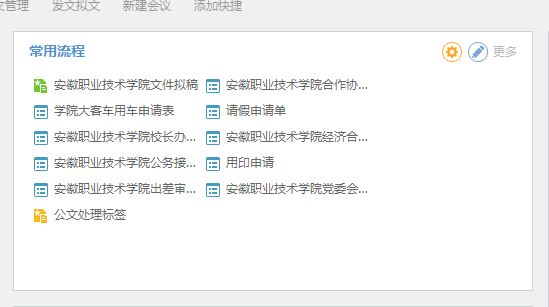 文管理 发文拟文 新建会议 添加快捷
常用流程 更多
安徽职业技术学院文件拟稿 安徽职业技术学院合作协...
学院大客车用车申请表 请假申请单
安徽职业技术学院校长办... 安徽职业技术学院经济合...
安徽职业技术学院公务接... 用印申请
安徽职业技术学院出差审... 安徽职业技术学院党委会...
公文处理标签